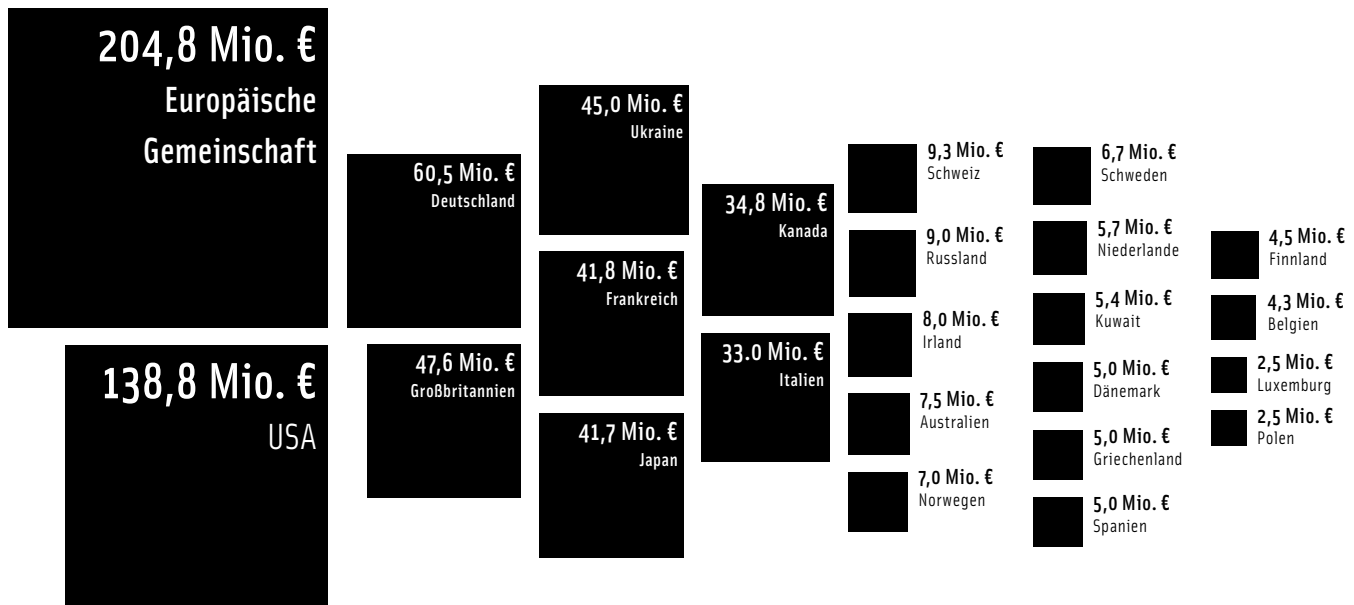 204,8 Mio. €
Europäische
Gemeinschaft
138,8 Mio. €
USA
60,5 Mio. €
Deutschland
47,6 Mio. €
Großbritannien
45,0 Mio. €
Ukraine
41,8 Mio. €
Frankreich
41,7 Mio. €
Japan
34,8 Mio. €
Kanada
33.0 Mio. €
Italien
9,3 Mio. €
Schweiz
9,0 Mio. €
Russland
8,0 Mio. €
Irland
7,5 Mio. €
Australien
7,0 Mio. €
Norwegen
6,7 Mio. €
Schweden
5,7 Mio. €
Niederlande
5,4 Mio. €
Kuwait
5,0 Mio. €
Dänemark
5,0 Mio. €
Griechenland
5,0 Mio. €
Spanien
4,5 Mio. €
Finnland
4,3 Mio. €
Belgien
2,5 Mio. €
Luxemburg
2,5 Mio. €
Polen